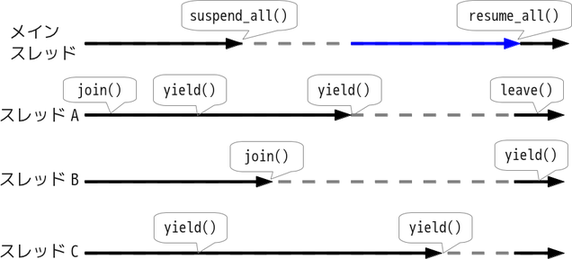 suspend_all() resume_all()
メイン
スレッド
join() yield() yield() leave()
スレッド A
join() yield()
スレッド B
yield() yield()
スレッド C